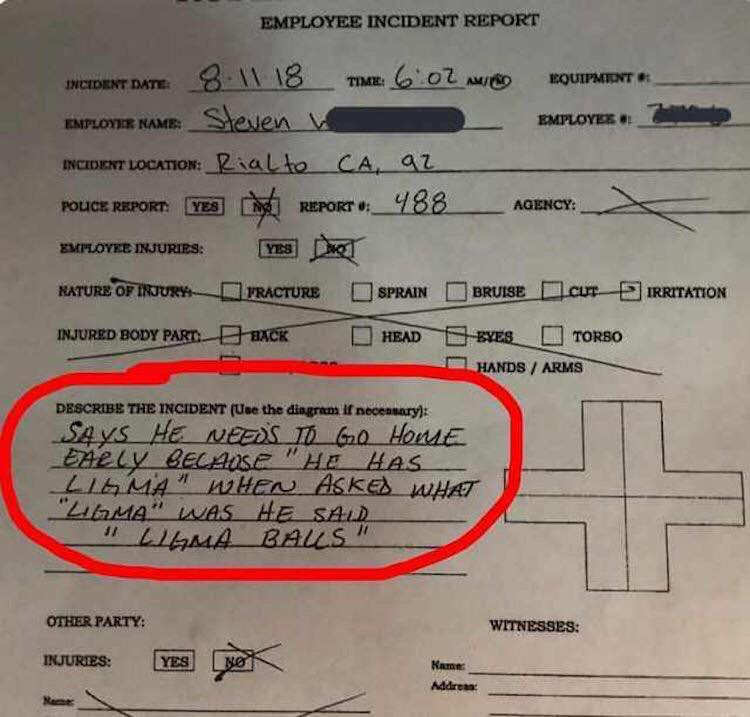 EMPLOYEE INCIDENT REPORT
INCIDENT DATE: 8-11 18 TIME: 6:02 AM/PM EQUIPMENT #:
EMPLOYEE NAME: Steven EMPLOYEE #:
INCIDENT LOCATION: Rialto CA, 92
POLICE REPORT: YES NO REPORT #: 488 AGENCY:
EMPLOYEE INJURIES: YES NO
NATURE OF INJURY: FRACTURE SPRAIN BRUISE CUT IRRITATION
INJURED BODY PART: BACK HEAD EYES TORSO
HANDS / ARMS
DESCRIBE THE INCIDENT (Use the diagram if necessary):
SAYS HE NEEDS TO GO HOME
EARLY BECAUSE "HE HAS
LIGMA" WHEN ASKED WHAT
"LIGMA" WAS HE SAID
" LIGMA BALLS"
OTHER PARTY: WITNESSES:
INJURIES: YES NO
Name:
Address:
Name: